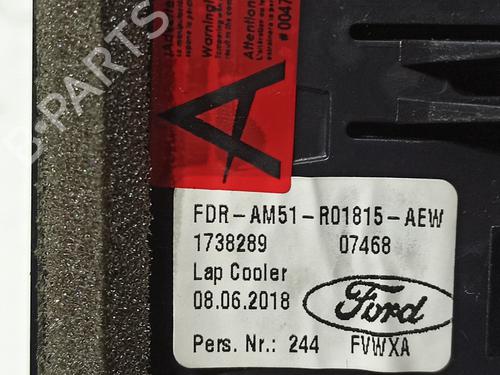 Attention
# 0047
Warning!
A
FDR-AM51-R01815-AEW
1738289 07468
Lap Cooler
08.06.2018 Ford
Pers. Nr.: 244 FVWXA
B-PARTS